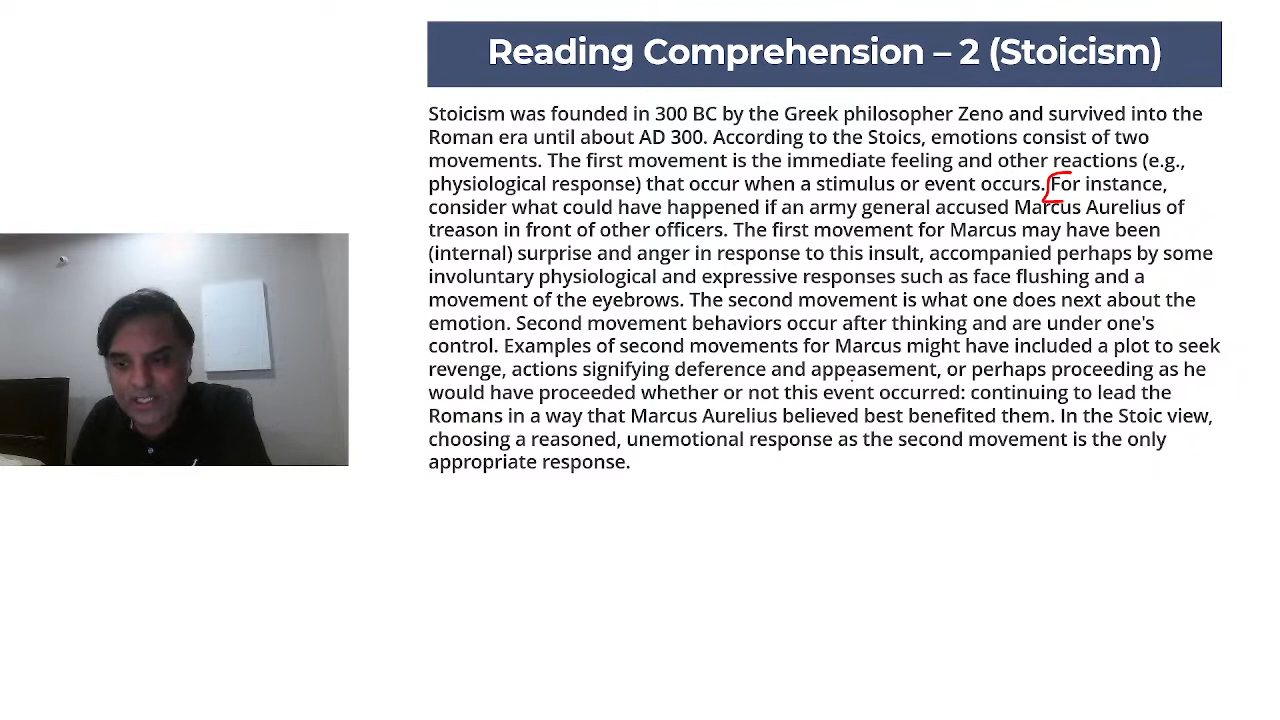 Reading Comprehension – 2 (Stoicism)
Stoicism was founded in 300 BC by the Greek philosopher Zeno and survived into the
Roman era until about AD 300. According to the Stoics, emotions consist of two
movements. The first movement is the immediate feeling and other reactions (e.g.,
physiological response) that occur when a stimulus or event occurs. For instance,
consider what could have happened if an army general accused Marcus Aurelius of
treason in front of other officers. The first movement for Marcus may have been
(internal) surprise and anger in response to this insult, accompanied perhaps by some
involuntary physiological and expressive responses such as face flushing and a
movement of the eyebrows. The second movement is what one does next about the
emotion. Second movement behaviors occur after thinking and are under one's
control. Examples of second movements for Marcus might have included a plot to seek
revenge, actions signifying deference and appeasement, or perhaps proceeding as he
would have proceeded whether or not this event occurred: continuing to lead the
Romans in a way that Marcus Aurelius believed best benefited them. In the Stoic view,
choosing a reasoned, unemotional response as the second movement is the only
appropriate response.